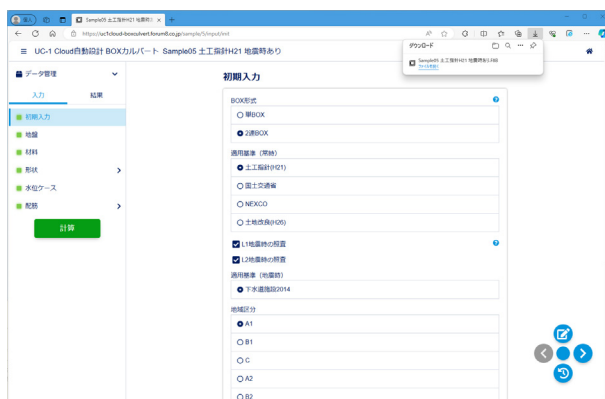 個人
Sample05 土工指針H21 地震時あり
https://uc1cloud-boxculvert.forum8.co.jp/sample/5/input/init
ダウンロード
Sample05 土工指針H21 地震時あり.F8B
ファイルを開く
UC-1 Cloud自動設計 BOXカルバート Sample05 土工指針H21 地震時あり
データ管理
入力 結果
初期入力
地盤
材料
形状
水位ケース
配筋
計算
初期入力
BOX形式
単BOX
2連BOX
適用基準（常時）
土工指針(H21)
国土交通省
NEXCO
土地改良(H26)
L1地震時の照査
L2地震時の照査
適用基準（地震時）
下水道施設2014
地域区分
A1
B1
C
A2
B2